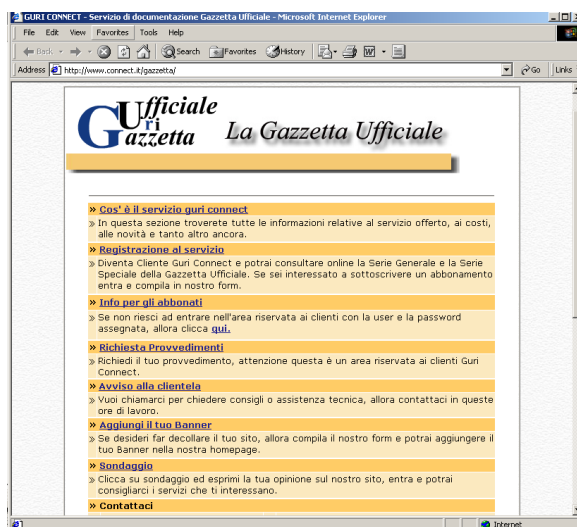 GURI CONNECT - Servizio di documentazione Gazzetta Ufficiale - Microsoft Internet Explorer
File Edit View Favorites Tools Help
Back Search Favorites History
Address http://www.connect.it/gazzetta/ Go Links
Gazzetta Ufficiale
uri
La Gazzetta Ufficiale
» Cos' è il servizio guri connect
» In questa sezione troverete tutte le informazioni relative al servizio offerto, ai costi,
alle novità e tanto altro ancora.
» Registrazione al servizio
» Diventa Cliente Guri Connect e potrai consultare online la Serie Generale e la Serie
Speciale della Gazzetta Ufficiale. Se sei interessato a sottoscrivere un abbonamento
entra e compila in nostro form.
» Info per gli abbonati
» Se non riesci ad entrare nell'area riservata ai clienti con la user e la password
assegnata, allora clicca qui.
» Richiesta Provvedimenti
» Richiedi il tuo provvedimento, attenzione questa è un area riservata ai clienti Guri
Connect.
» Avviso alla clientela
» Vuoi chiamarci per chiedere consigli o assistenza tecnica, allora contattaci in queste
ore di lavoro.
» Aggiungi il tuo Banner
» Se desideri far decollare il tuo sito, allora compila il nostro form e potrai aggiungere il
tuo Banner nella nostra homepage.
» Sondaggio
» Clicca su sondaggio ed esprimi la tua opinione sul nostro sito, entra e potrai
consigliarci i servizi che ti interessano.
» Contattaci
Internet